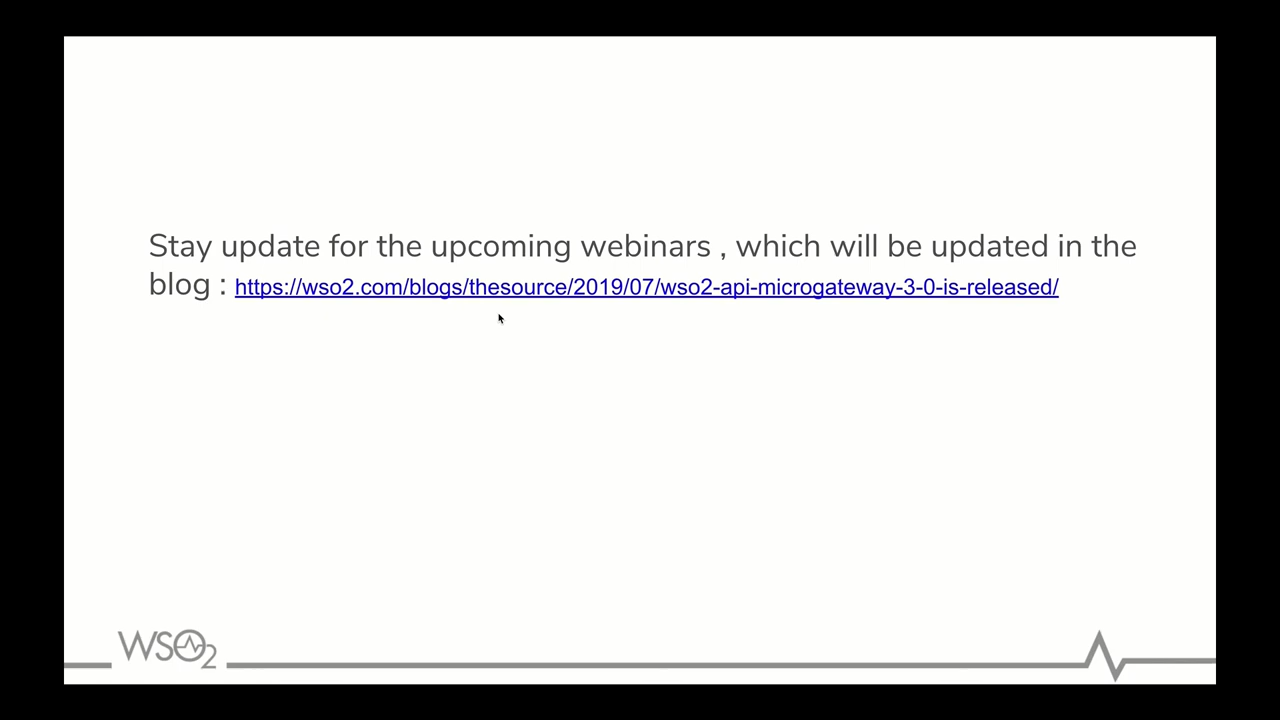 Stay update for the upcoming webinars , which will be updated in the
blog : https://wso2.com/blogs/thesource/2019/07/wso2-api-microgateway-3-0-is-released/
WSO2